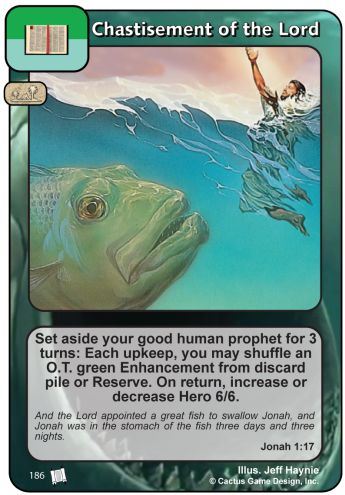 Chastisement of the Lord
Set aside your good human prophet for 3
turns: Each upkeep, you may shuffle an
O.T. green Enhancement from discard
pile or Reserve. On return, increase or
decrease Hero 6/6.
And the Lord appointed a great fish to swallow Jonah, and
Jonah was in the stomach of the fish three days and three
nights.
Jonah 1:17
186
Illus. Jeff Haynie
© Cactus Game Design, Inc.